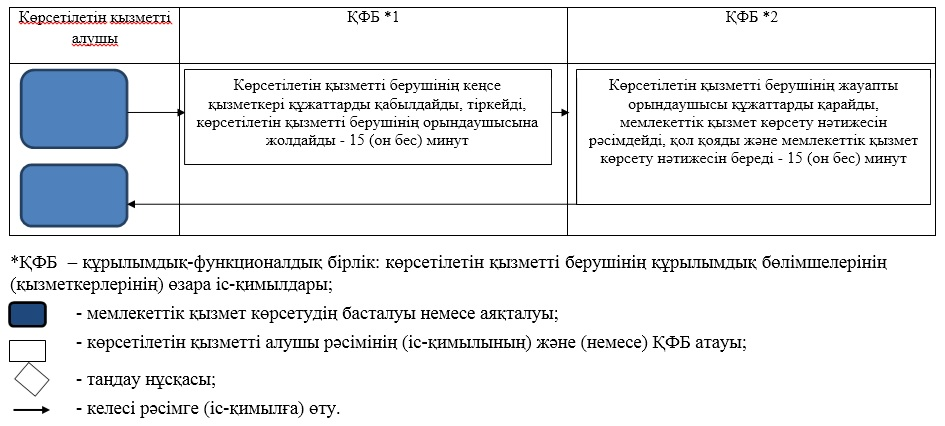 Көрсетілетін қызметті
алушы
ҚФБ *1
ҚФБ *2
Көрсетілетін қызметті берушінің кеңсе
қызметкері құжаттарды қабылдайды, тіркейді,
көрсетілетін қызметті берушінің орындаушысына
жолдайды - 15 (он бес) минут
Көрсетілетін қызметті берушінің жауапты
орындаушысы құжаттарды қарайды,
мемлекеттік қызмет көрсету нәтижесін
рәсімдейді, қол қояды және мемлекеттік қызмет
көрсету нәтижесін береді - 15 (он бес) минут
*ҚФБ – құрылымдық-функционалдық бірлік: көрсетілетін қызметті берушінің құрылымдық бөлімшелерінің
(қызметкерлерінің) өзара іс-қимылдары;
- мемлекеттік қызмет көрсетудің басталуы немесе аяқталуы;
- көрсетілетін қызметті алушы рәсімінің (іс-қимылының) және (немесе) ҚФБ атауы;
- таңдау нұсқасы;
- келесі рәсімге (іс-қимылға) өту.